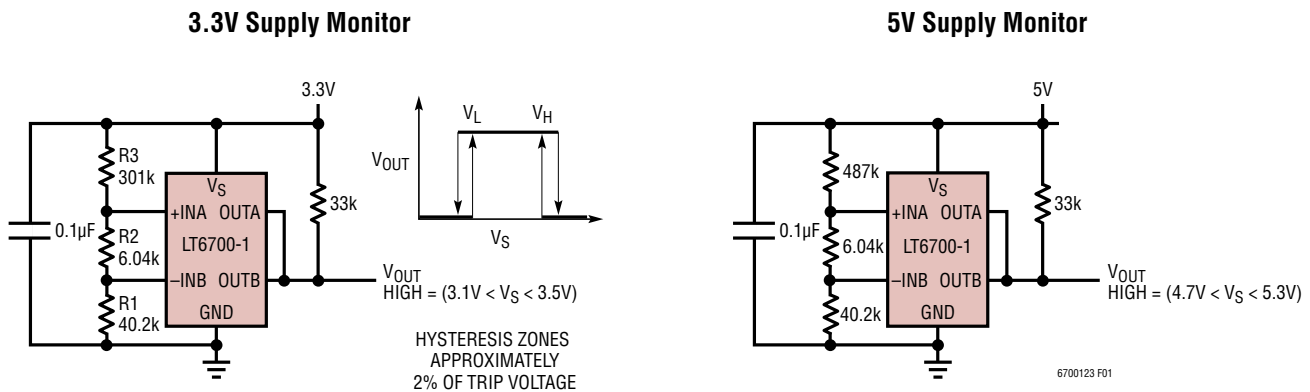 3.3V Supply Monitor
3.3V
R3
301k
VS
+INA OUTA
33k
0.1µF
R2
6.04k
LT6700-1
–INB OUTB
R1
40.2k
GND
VL
VH
VOUT
VS
VOUT
HIGH = (3.1V < VS < 3.5V)
HYSTERESIS ZONES
APPROXIMATELY
2% OF TRIP VOLTAGE
5V Supply Monitor
5V
487k
VS
+INA OUTA
33k
0.1µF
6.04k
LT6700-1
–INB OUTB
40.2k
GND
VOUT
HIGH = (4.7V < VS < 5.3V)
6700123 F01